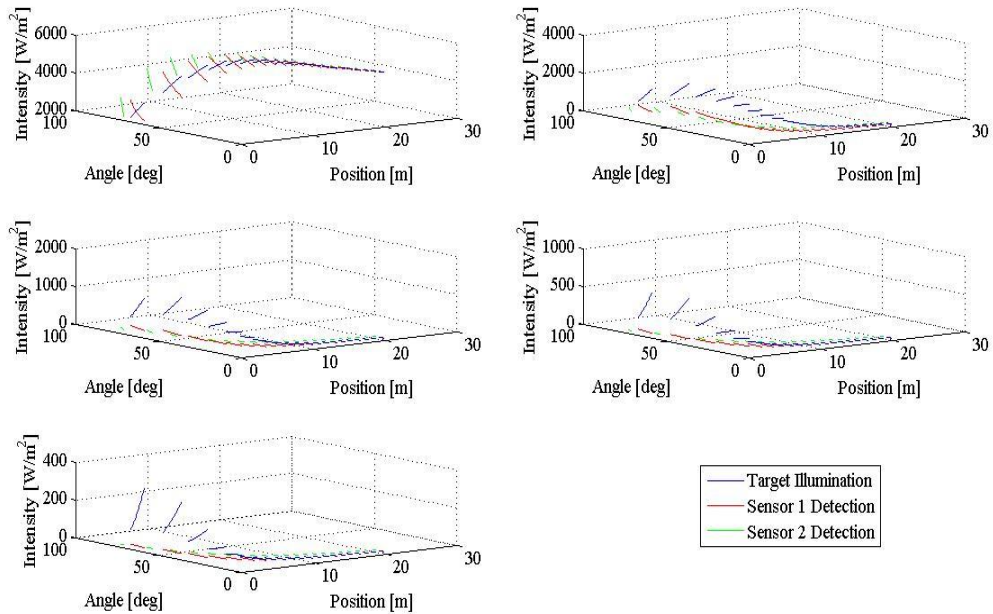 Intensity [W/m²]
6000
4000
2000
100
50
0
0
10
20
30
Angle [deg]
Position [m]
Intensity [W/m²]
4000
2000
0
100
50
0
0
10
20
30
Angle [deg]
Position [m]
Intensity [W/m²]
2000
1000
0
100
50
0
0
10
20
30
Angle [deg]
Position [m]
Intensity [W/m²]
1000
500
0
100
50
0
0
10
20
30
Angle [deg]
Position [m]
Intensity [W/m²]
400
200
0
100
50
0
0
10
20
30
Angle [deg]
Position [m]
Target Illumination
Sensor 1 Detection
Sensor 2 Detection